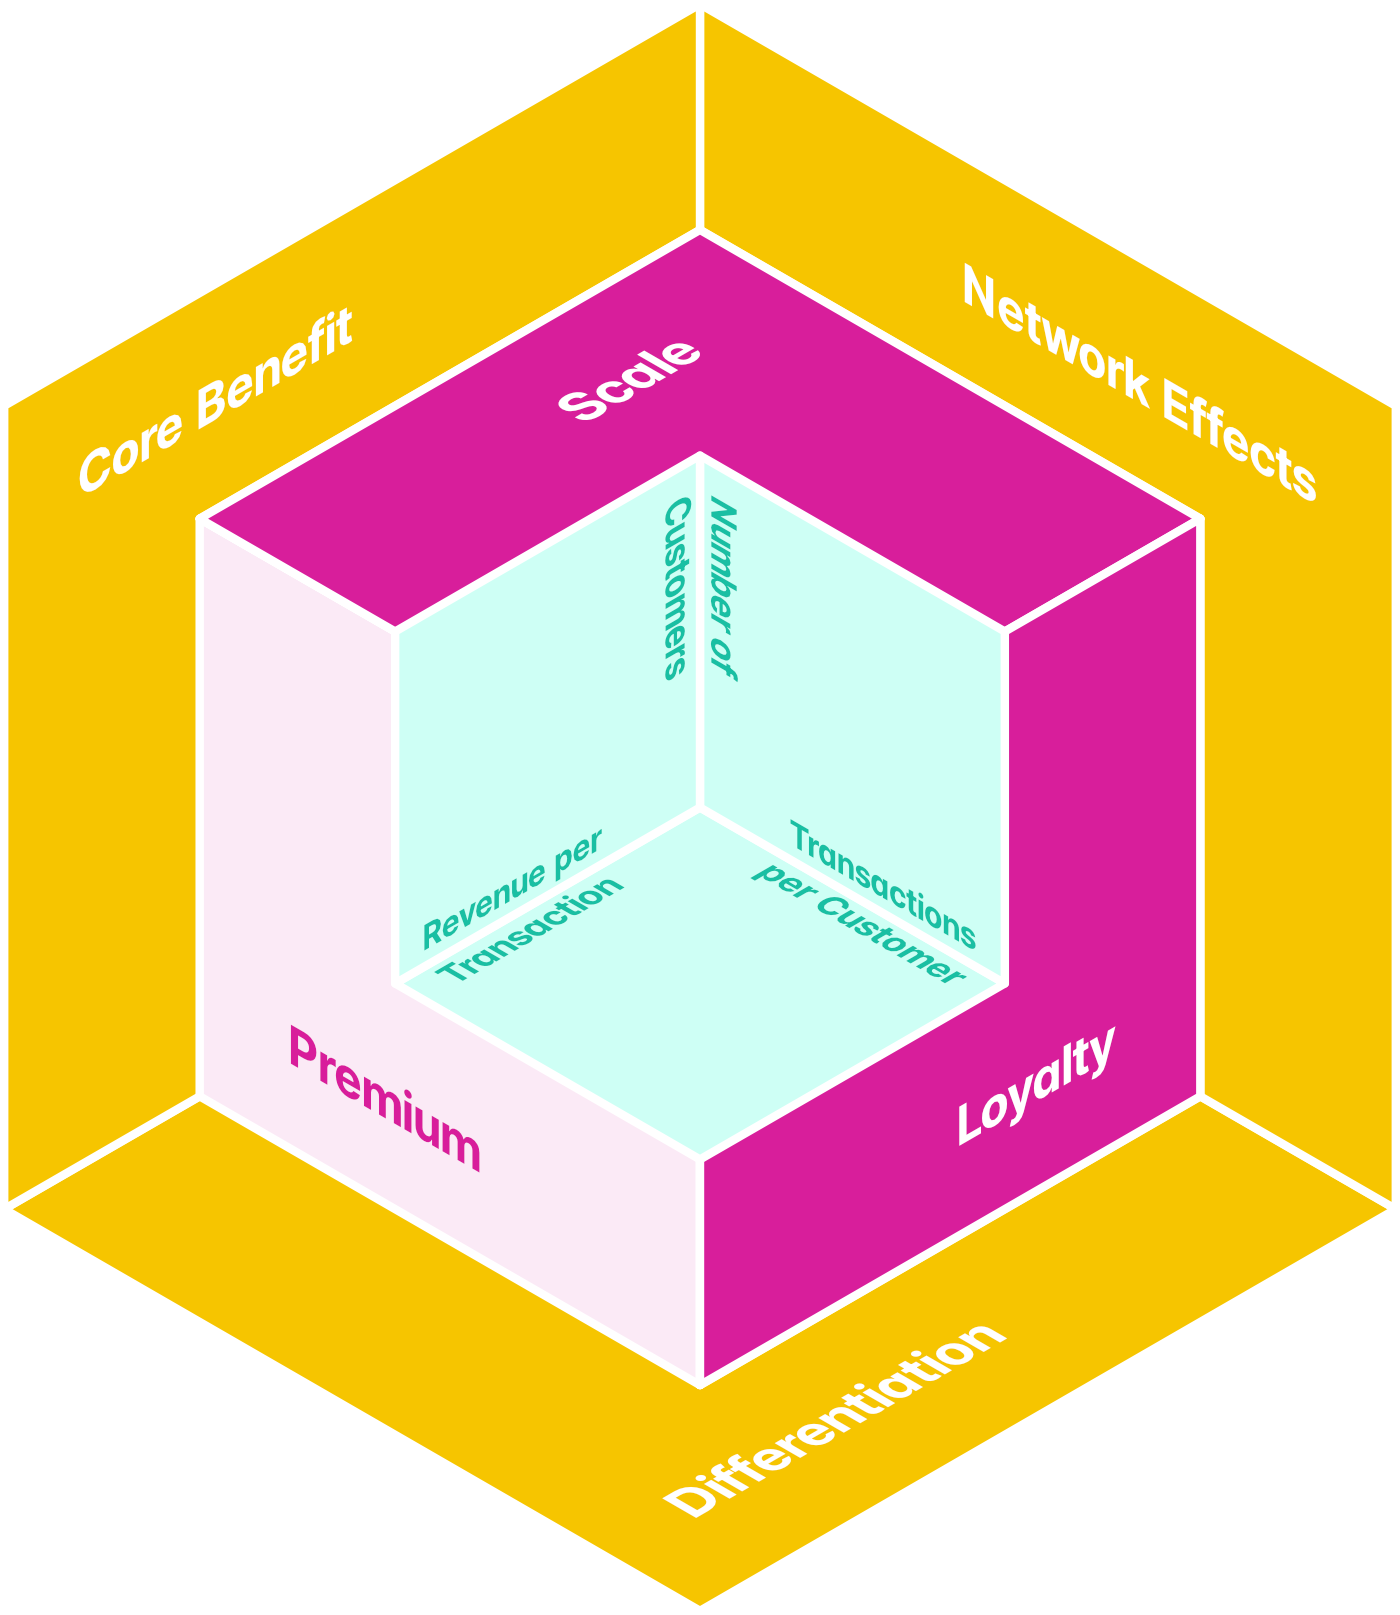 Core Benefit
Network Effects
Scale
Number of
Customers
Revenue per
Transaction
Transactions
per Customer
Premium
Loyalty
Differentiation